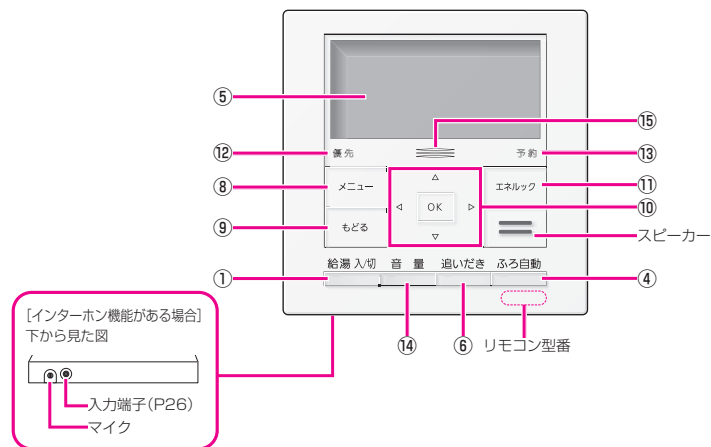 ⑤
⑮
⑫
優先
予約
⑬
⑧
メニュー
エネルック
⑪
OK
⑩
⑨
もどる
スピーカー
給湯 入/切
音 量
追いだき
ふろ自動
①
④
⑭
⑥
リモコン型番
[インターホン機能がある場合]
下から見た図
入力端子(P26)
マイク